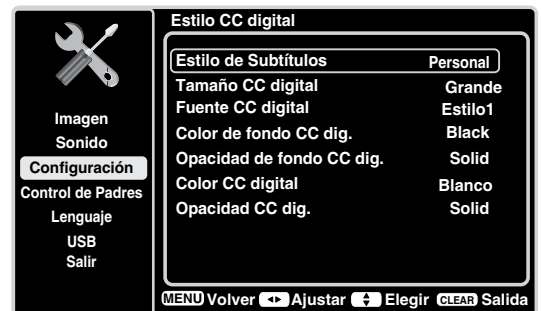 Estilo CC digital
Estilo de Subtítulos Personal
Tamaño CC digital Grande
Fuente CC digital Estilo1
Color de fondo CC dig. Black
Opacidad de fondo CC dig. Solid
Color CC digital Blanco
Opacidad CC dig. Solid
Imagen
Sonido
Configuración
Control de Padres
Lenguaje
USB
Salir
MENU Volver Ajustar Elegir CLEAR Salida